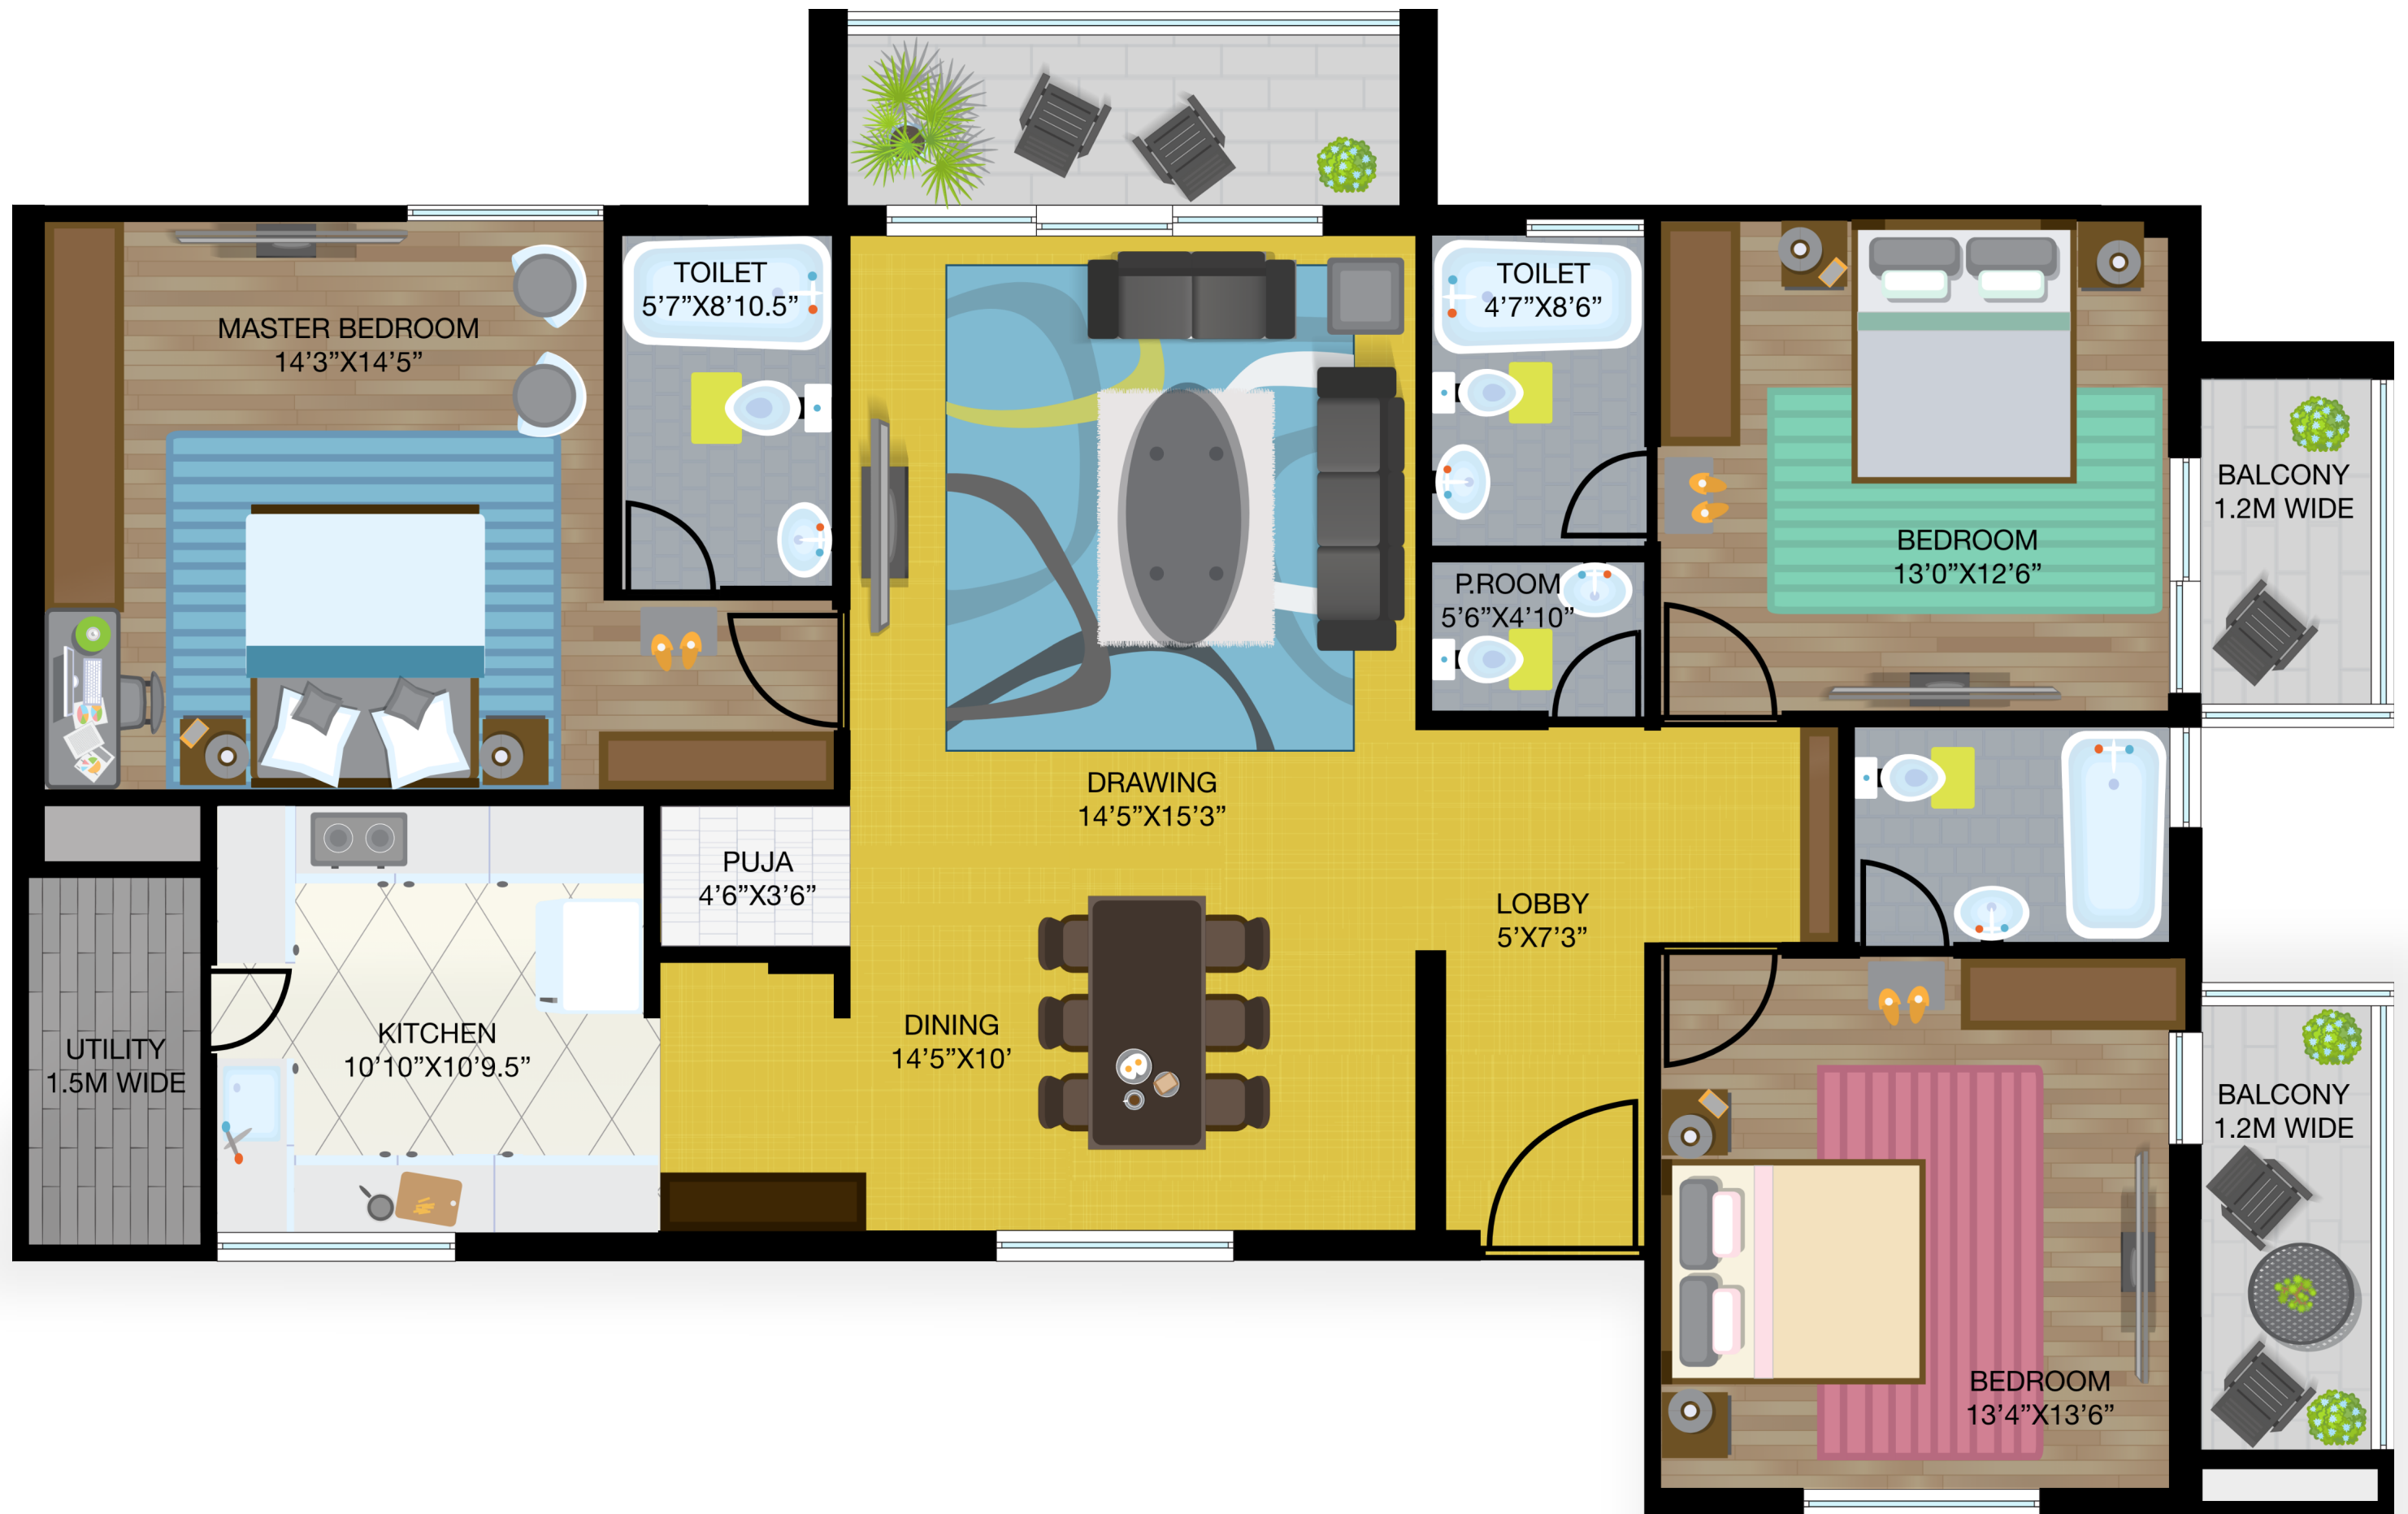 TOILET
5’7”X8’10.5”
TOILET
4’7”X8’6”
MASTER BEDROOM
14’3”X14’5”
BALCONY
1.2M WIDE
BEDROOM
13’0”X12’6”
P.ROOM
5’6”X4’10”
DRAWING
14’5”X15’3”
PUJA
4’6”X3’6”
LOBBY
5’X7’3”
DINING
14’5”X10’
KITCHEN
10’10”X10’9.5”
UTILITY
1.5M WIDE
BALCONY
1.2M WIDE
BEDROOM
13’4”X13’6”